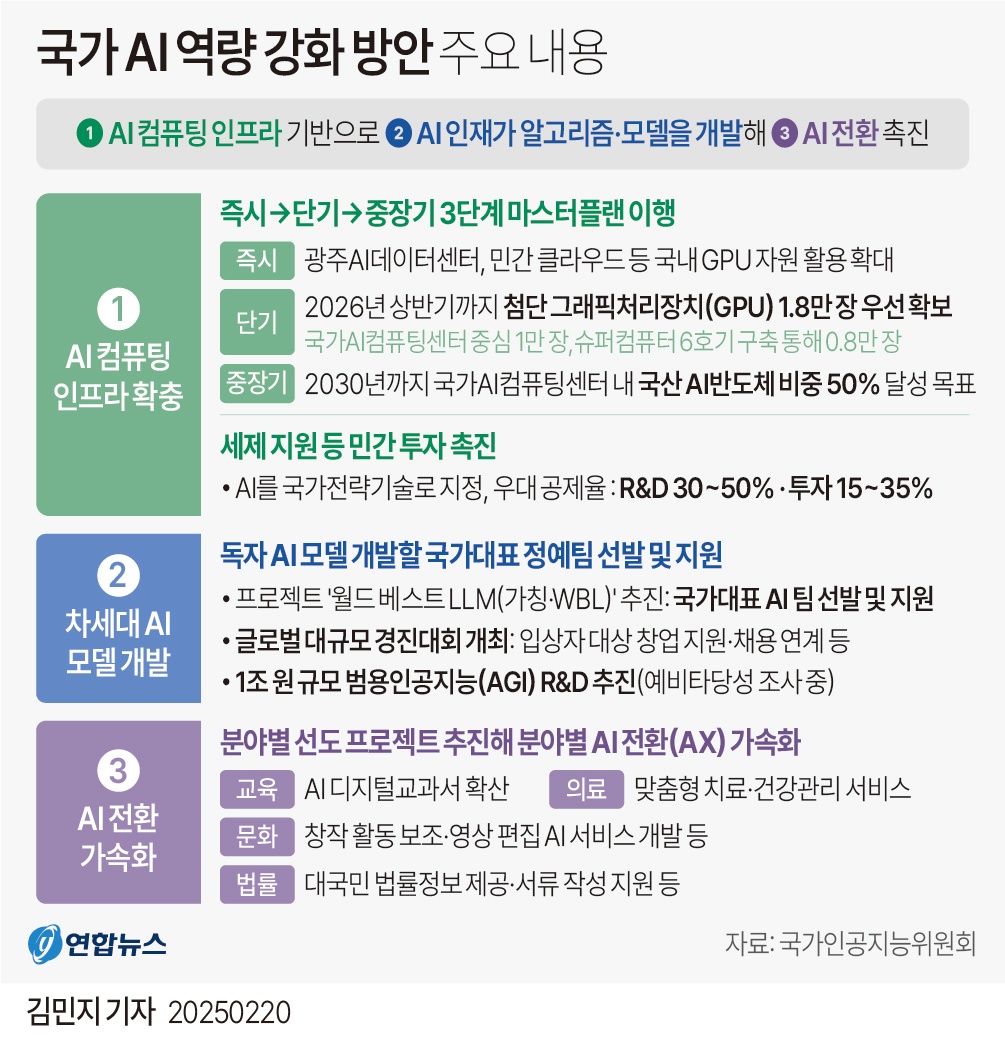 국가 AI 역량 강화 방안 주요 내용
1 AI 컴퓨팅 인프라 기반으로 2 AI 인재가 알고리즘·모델을 개발해 3 AI 전환 촉진
1
AI 컴퓨팅
인프라 확충
즉시→단기→중장기 3단계 마스터플랜 이행
즉시 광주AI데이터센터, 민간 클라우드 등 국내 GPU 자원 활용 확대
단기 2026년 상반기까지 첨단 그래픽처리장치(GPU) 1.8만 장 우선 확보
국가AI컴퓨팅센터 중심 1만 장, 슈퍼컴퓨터 6호기 구축 통해 0.8만 장
중장기 2030년까지 국가AI컴퓨팅센터 내 국산 AI반도체 비중 50% 달성 목표
세제 지원 등 민간 투자 촉진
• AI를 국가전략기술로 지정, 우대 공제율 : R&D 30~50% · 투자 15~35%
2
차세대 AI
모델 개발
독자 AI 모델 개발할 국가대표 정예팀 선발 및 지원
• 프로젝트 '월드 베스트 LLM(가칭·WBL)' 추진: 국가대표 AI 팀 선발 및 지원
• 글로벌 대규모 경진대회 개최: 입상자 대상 창업 지원·채용 연계 등
• 1조 원 규모 범용인공지능(AGI) R&D 추진(예비타당성 조사 중)
3
AI 전환
가속화
분야별 선도 프로젝트 추진해 분야별 AI 전환(AX) 가속화
교육 AI 디지털교과서 확산 의료 맞춤형 치료·건강관리 서비스
문화 창작 활동 보조·영상 편집 AI 서비스 개발 등
법률 대국민 법률정보 제공·서류 작성 지원 등
연합뉴스 자료: 국가인공지능위원회
김민지 기자 20250220